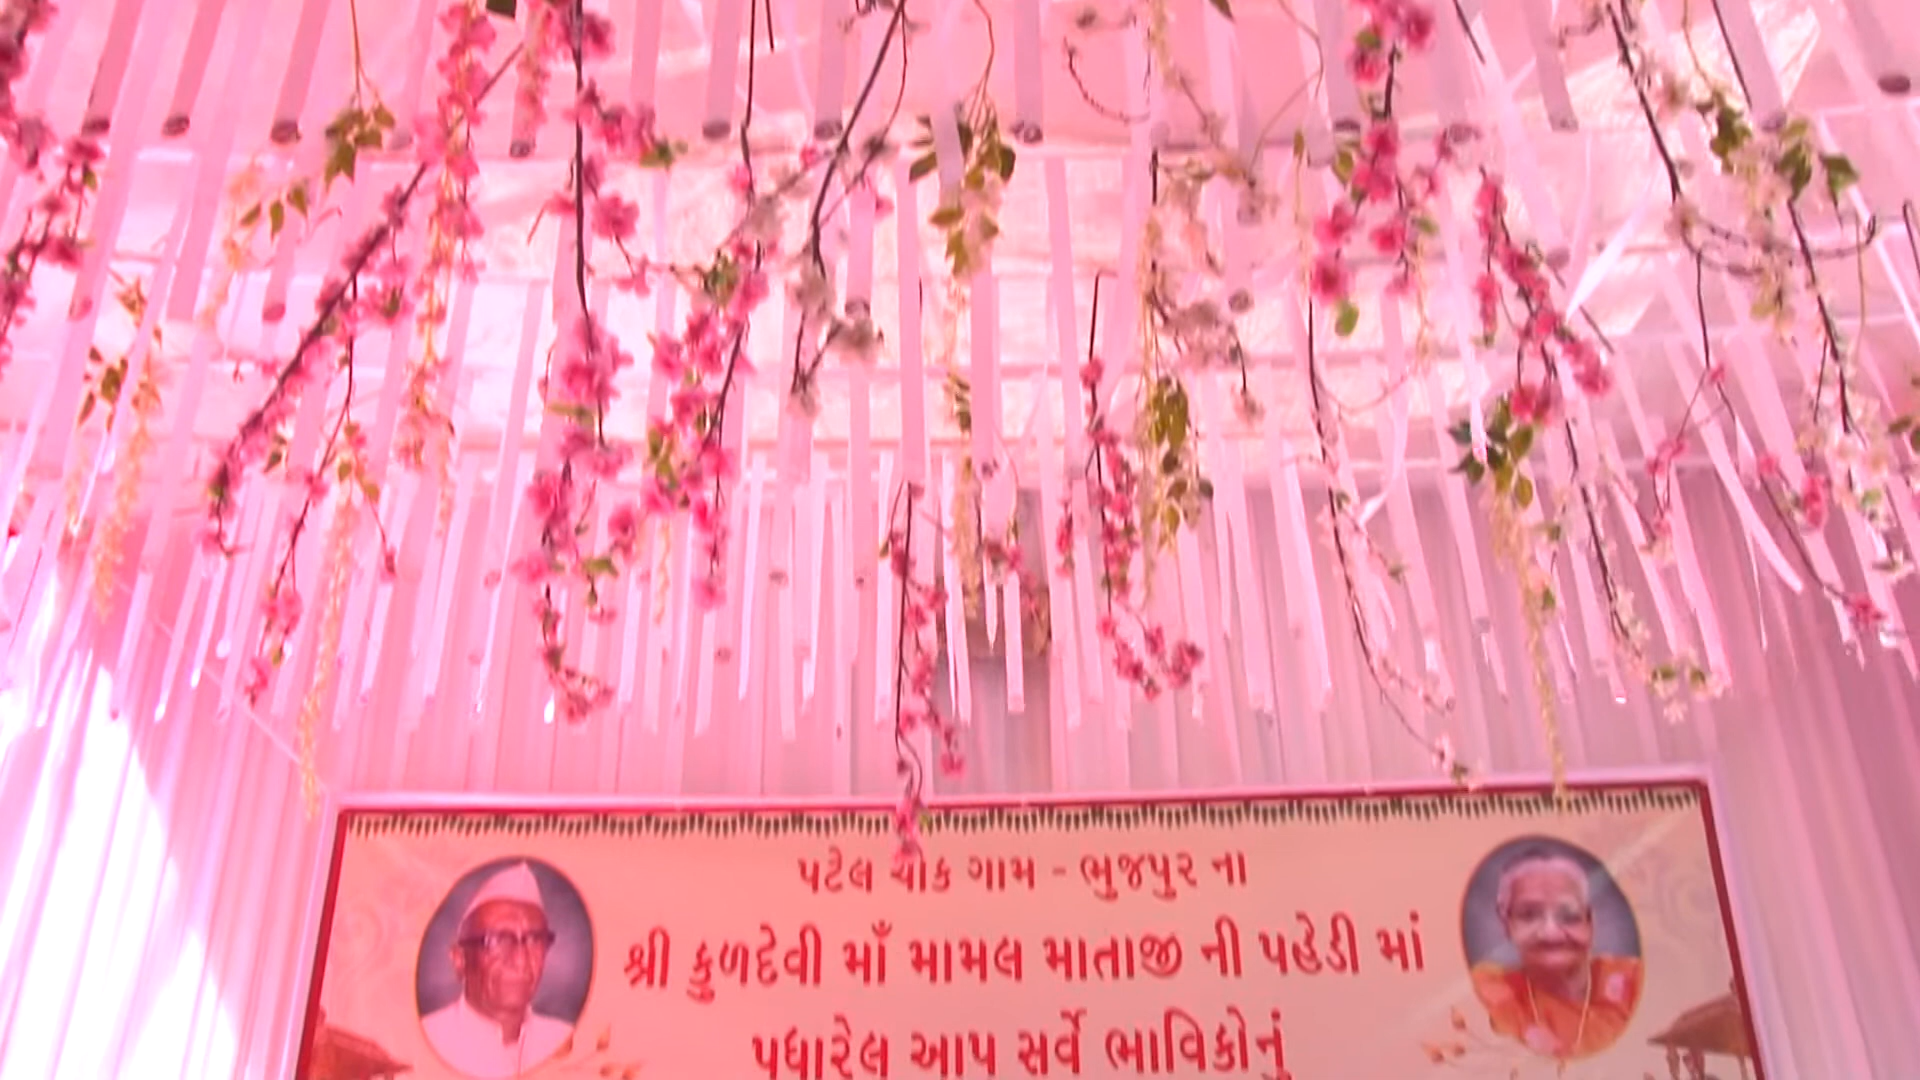 પટેલ ચોક ગામ - ભુજપુર ના
શ્રી કુળદેવી માઁ મામલ માતાજી ની પહેડી માં
પધારેલ આપ સર્વે ભાવિકોનું